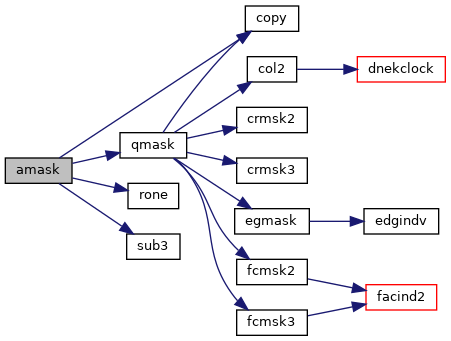 copy
col2
dnekclock
crmsk2
qmask
amask
crmsk3
rone
egmask
edgindv
sub3
fcmsk2
facind2
fcmsk3